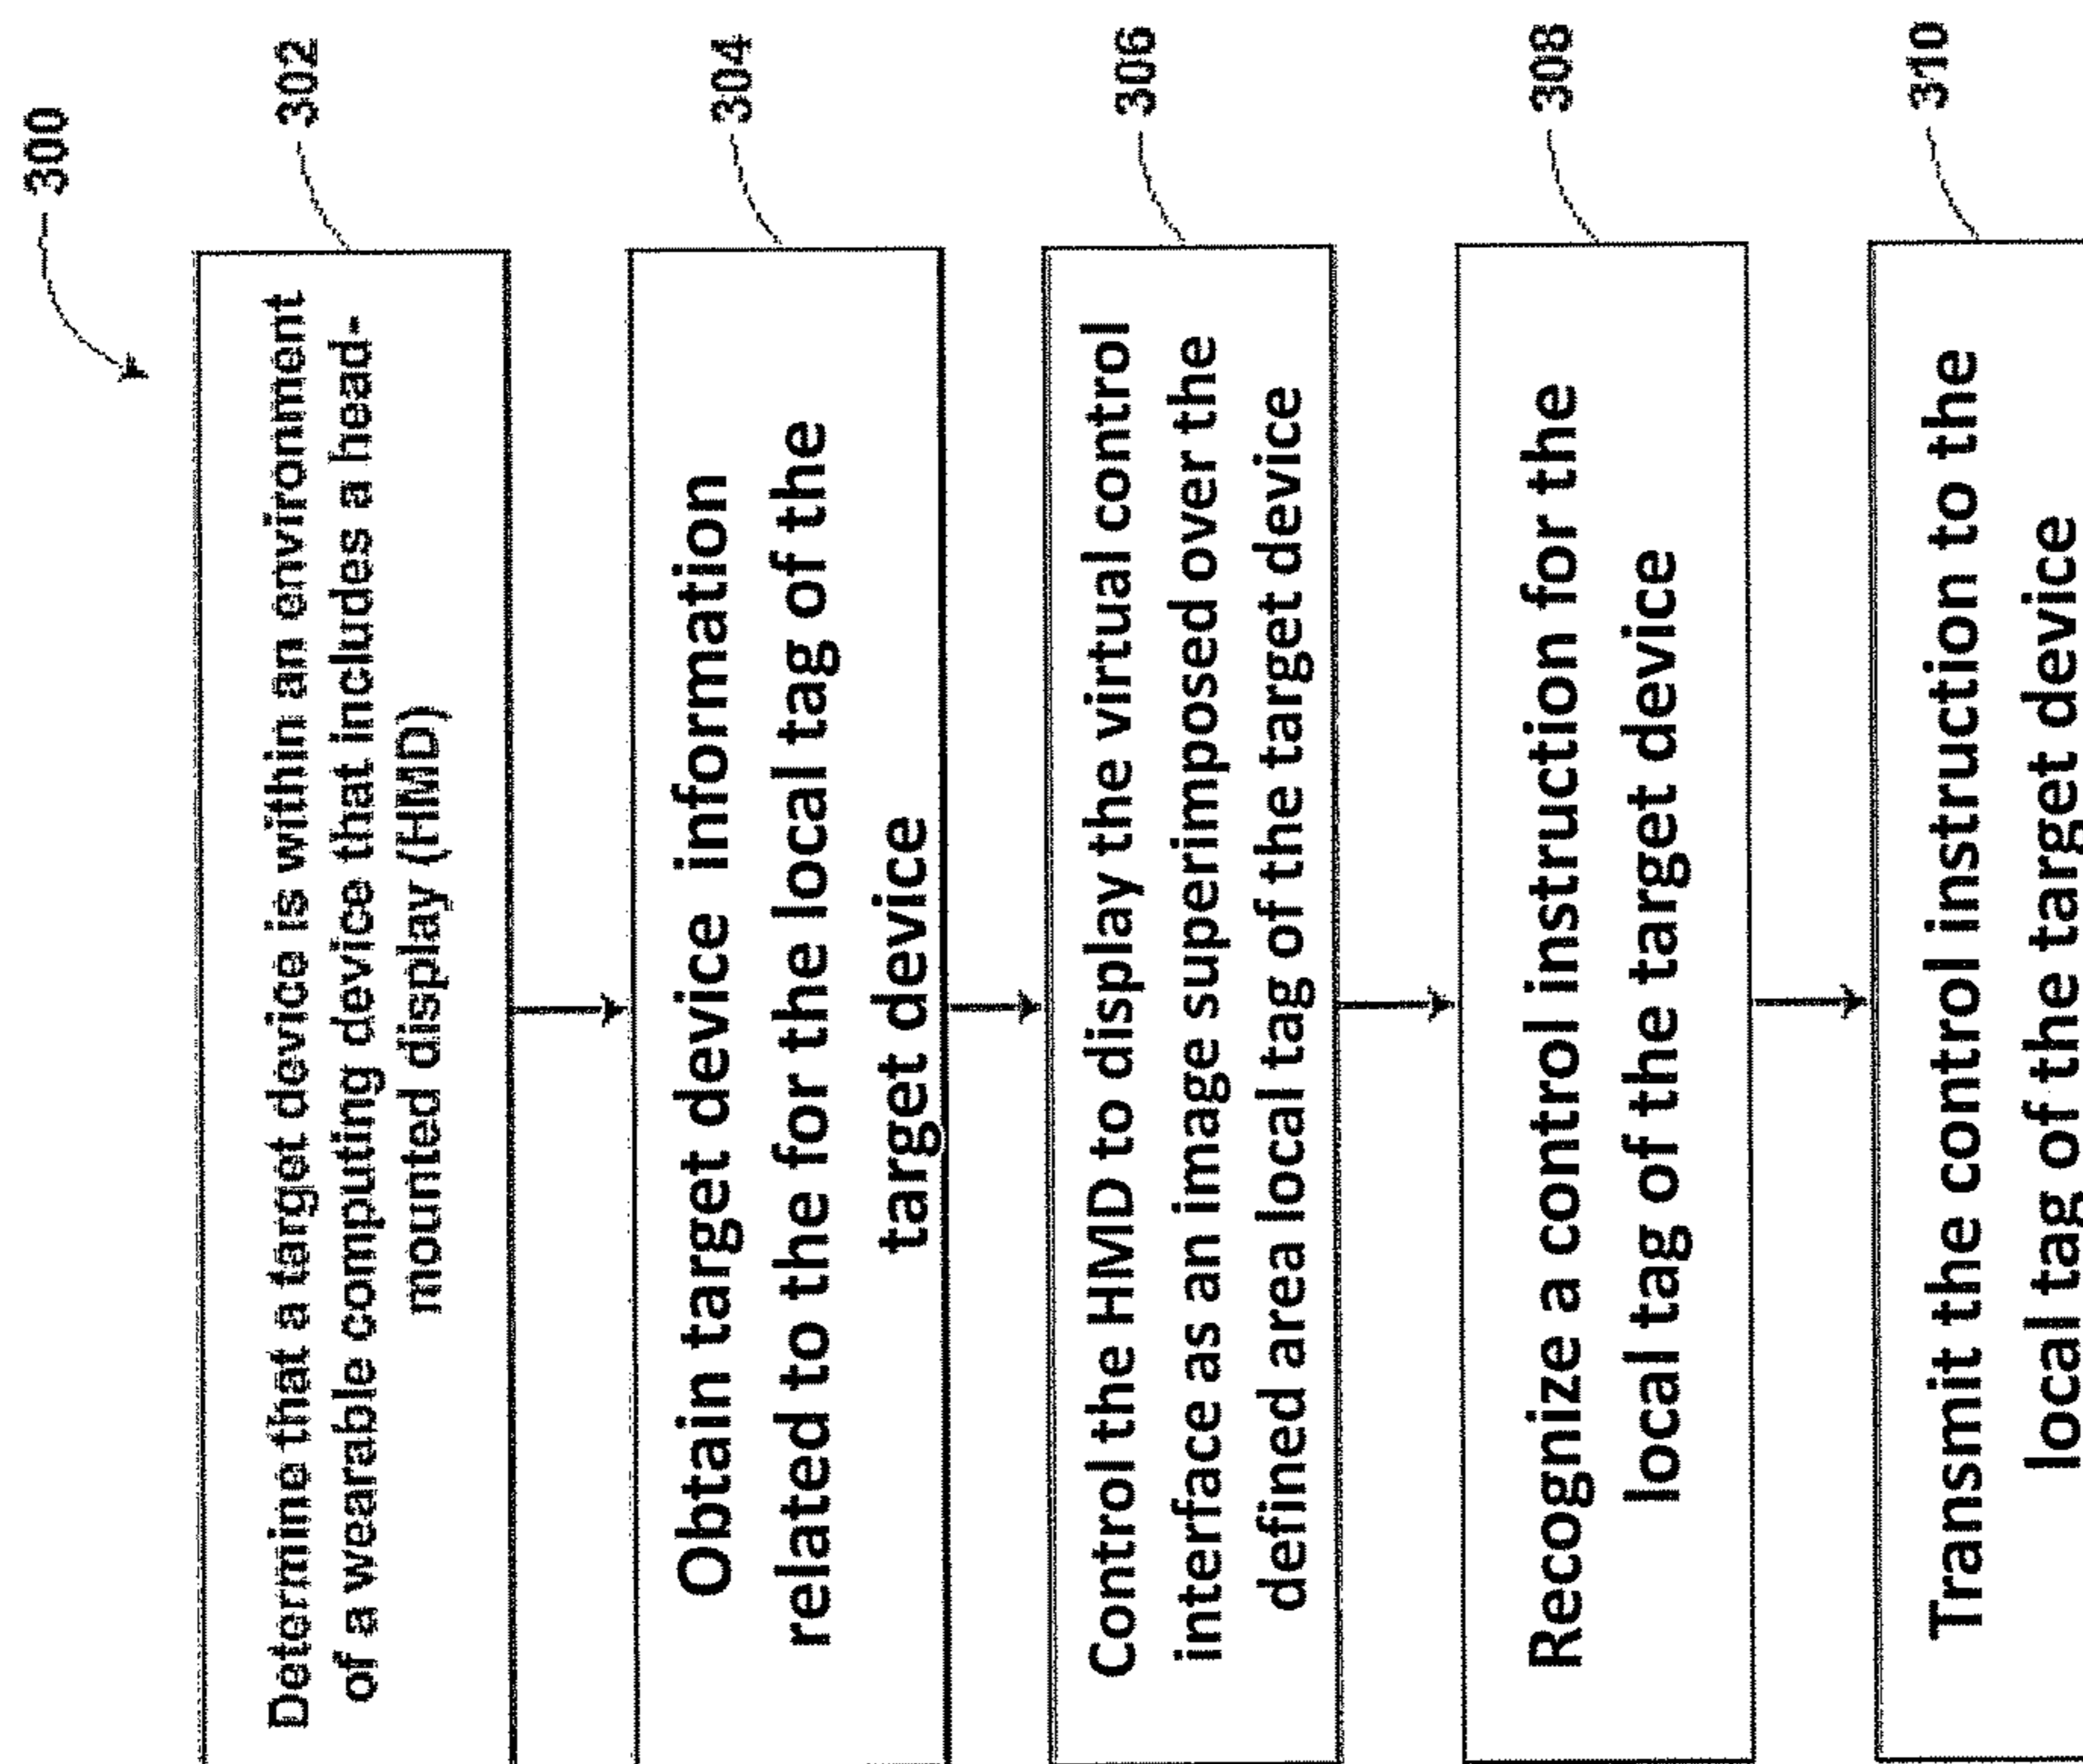 300
302
Determine that a target device is within an environment
of a wearable computing device that includes a head-
mounted display (HMD)
304
Obtain target device information
related to the for the local tag of the
target device
306
Control the HMD to display the virtual control
interface as an image superimposed over the
defined area local tag of the target device
308
Recognize a control instruction for the
local tag of the target device
310
Transmit the control instruction to the
local tag of the target device